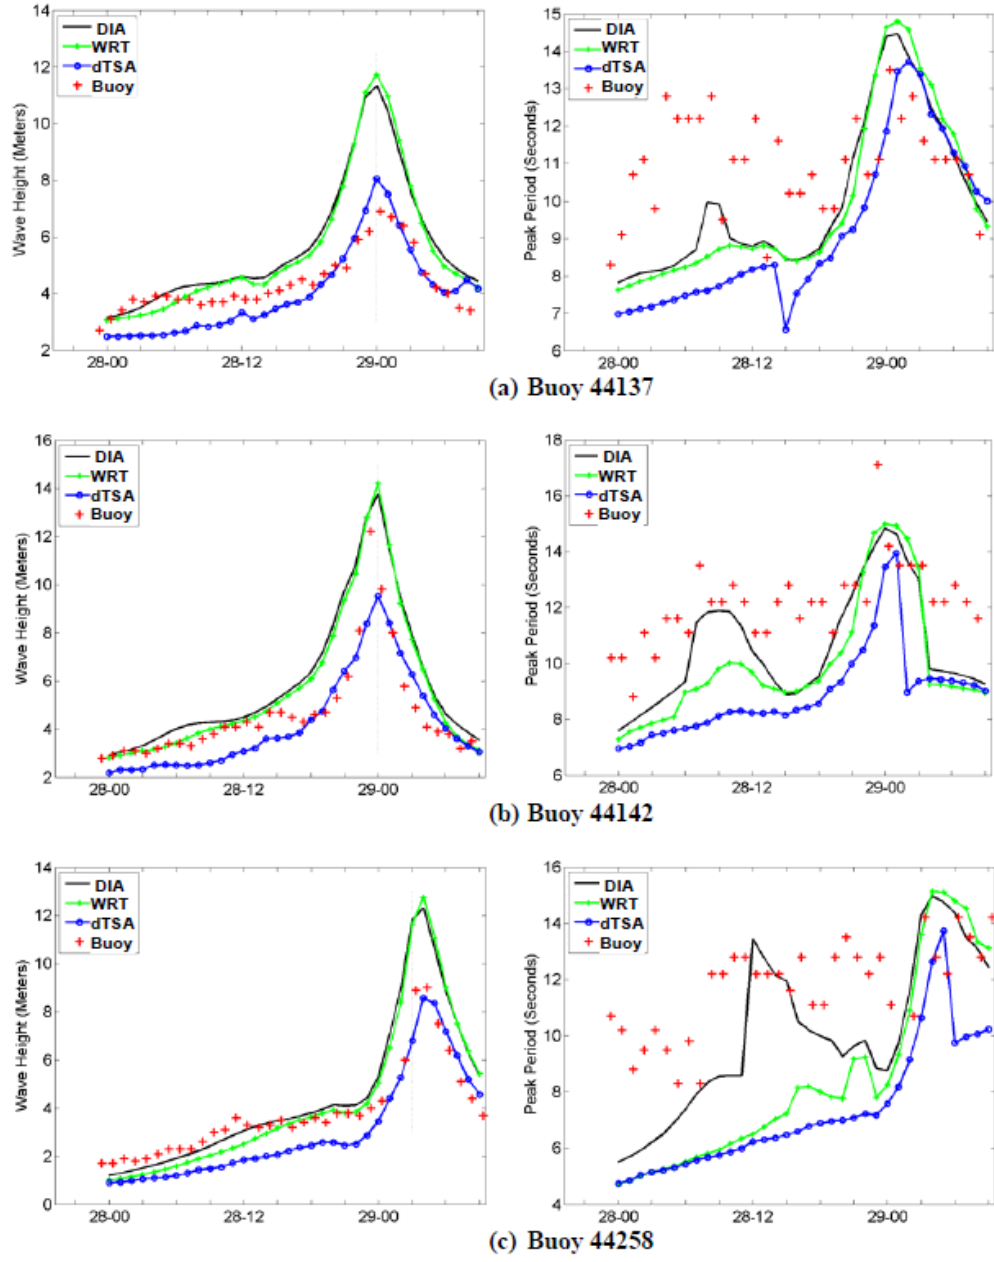 14
12
10
8
6
4
2
Wave Height (Meters)
DIA
WRT
dTSA
Buoy
28-00
28-12
29-00
15
14
13
12
11
10
9
8
7
6
Peak Period (Seconds)
DIA
WRT
dTSA
Buoy
28-00
28-12
29-00
(a) Buoy 44137
16
14
12
10
8
6
4
2
Wave Height (Meters)
DIA
WRT
dTSA
Buoy
28-00
28-12
29-00
18
16
14
12
10
8
6
Peak Period (Seconds)
DIA
WRT
dTSA
Buoy
28-00
28-12
29-00
(b) Buoy 44142
14
12
10
8
6
4
2
0
Wave Height (Meters)
DIA
WRT
dTSA
Buoy
28-00
28-12
29-00
16
14
12
10
8
6
4
Peak Period (Seconds)
DIA
WRT
dTSA
Buoy
28-00
28-12
29-00
(c) Buoy 44258